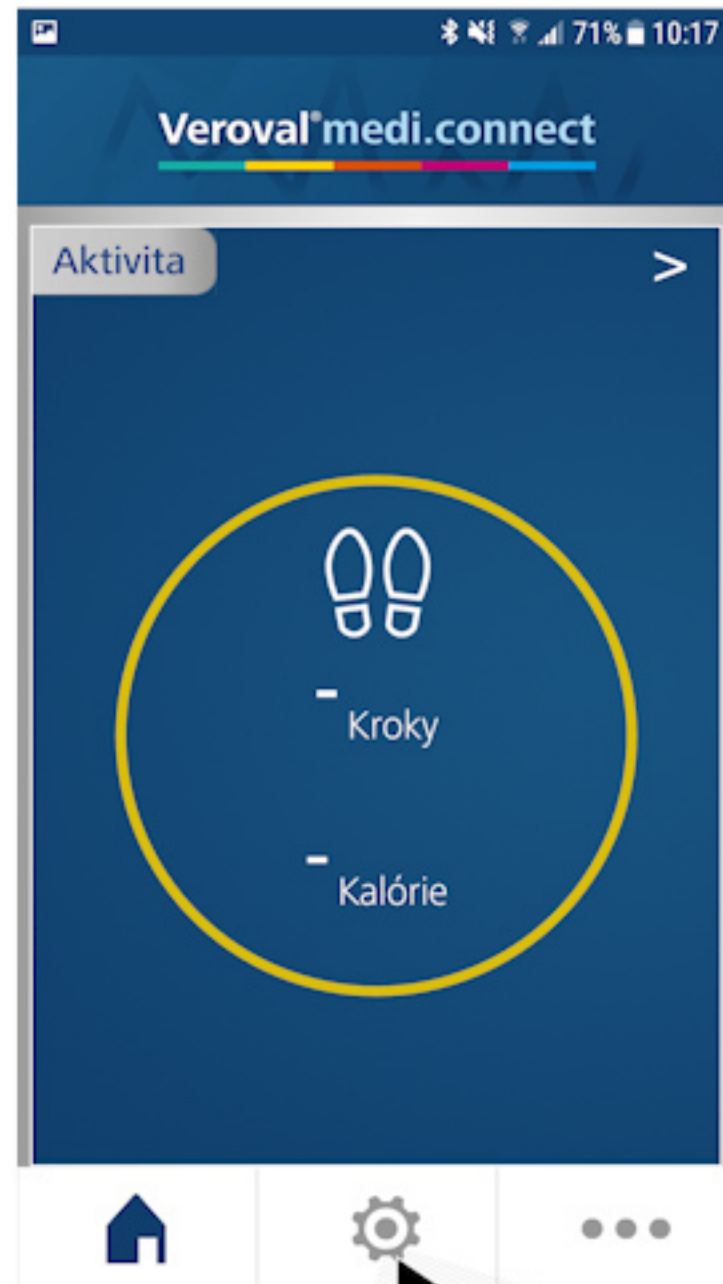 71% 10:17
Veroval® medi.connect
Aktivita
>
- Kroky
- Kalórie